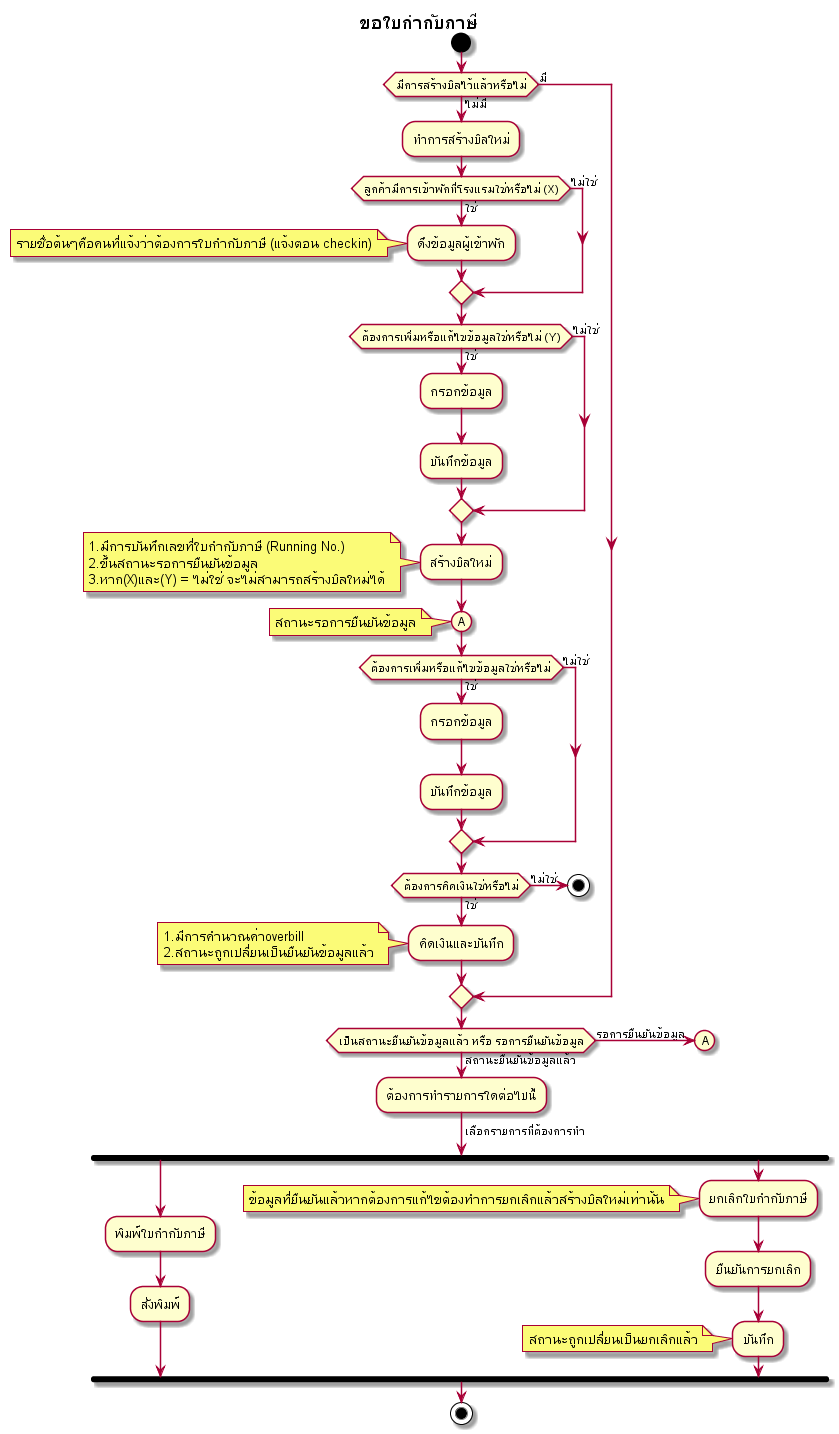 ขอใบกำกับภาษี
มีการสร้างบิลไว้แล้วหรือไม่
มี
ไม่มี
ทำการสร้างบิลใหม่
ลูกค้ามีการเข้าพักที่โรงแรมใช่หรือไม่ (X)
ไม่ใช่
ใช่
รายชื่อต้นๆคือคนที่แจ้งว่าต้องการใบกำกับภาษี (แจ้งตอน checkin)
ดึงข้อมูลผู้เข้าพัก
ต้องการเพิ่มหรือแก้ไขข้อมูลใช่หรือไม่ (Y)
ไม่ใช่
ใช่
กรอกข้อมูล
บันทึกข้อมูล
1.มีการบันทึกเลขที่ใบกำกับภาษี (Running No.)
2.ขึ้นสถานะรอการยืนยันข้อมูล
3.หาก(X)และ(Y) = ไม่ใช่ จะไม่สามารถสร้างบิลใหม่ได้
สร้างบิลใหม่
สถานะรอการยืนยันข้อมูล
A
ต้องการเพิ่มหรือแก้ไขข้อมูลใช่หรือไม่
ไม่ใช่
ใช่
กรอกข้อมูล
บันทึกข้อมูล
ต้องการคิดเงินใช่หรือไม่
ไม่ใช่
ใช่
1.มีการคำนวณค่าoverbill
2.สถานะถูกเปลี่ยนเป็นยืนยันข้อมูลแล้ว
คิดเงินและบันทึก
เป็นสถานะยืนยันข้อมูลแล้ว หรือ รอการยืนยันข้อมูล
รอการยืนยันข้อมูล
A
สถานะยืนยันข้อมูลแล้ว
ต้องการทำรายการใดต่อไปนี้
เลือกรายการที่ต้องการทำ
ข้อมูลที่ยืนยันแล้วหากต้องการแก้ไขต้องทำการยกเลิกแล้วสร้างบิลใหม่เท่านั้น
ยกเลิกใบกำกับภาษี
พิมพ์ใบกำกับภาษี
ยืนยันการยกเลิก
สั่งพิมพ์
สถานะถูกเปลี่ยนเป็นยกเลิกแล้ว
บันทึก